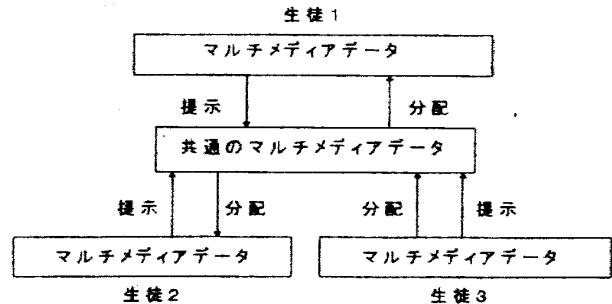 生徒1
マルチメディアデータ
提示 分配
共通のマルチメディアデータ
提示 分配 分配 提示
マルチメディアデータ マルチメディアデータ
生徒2 生徒3